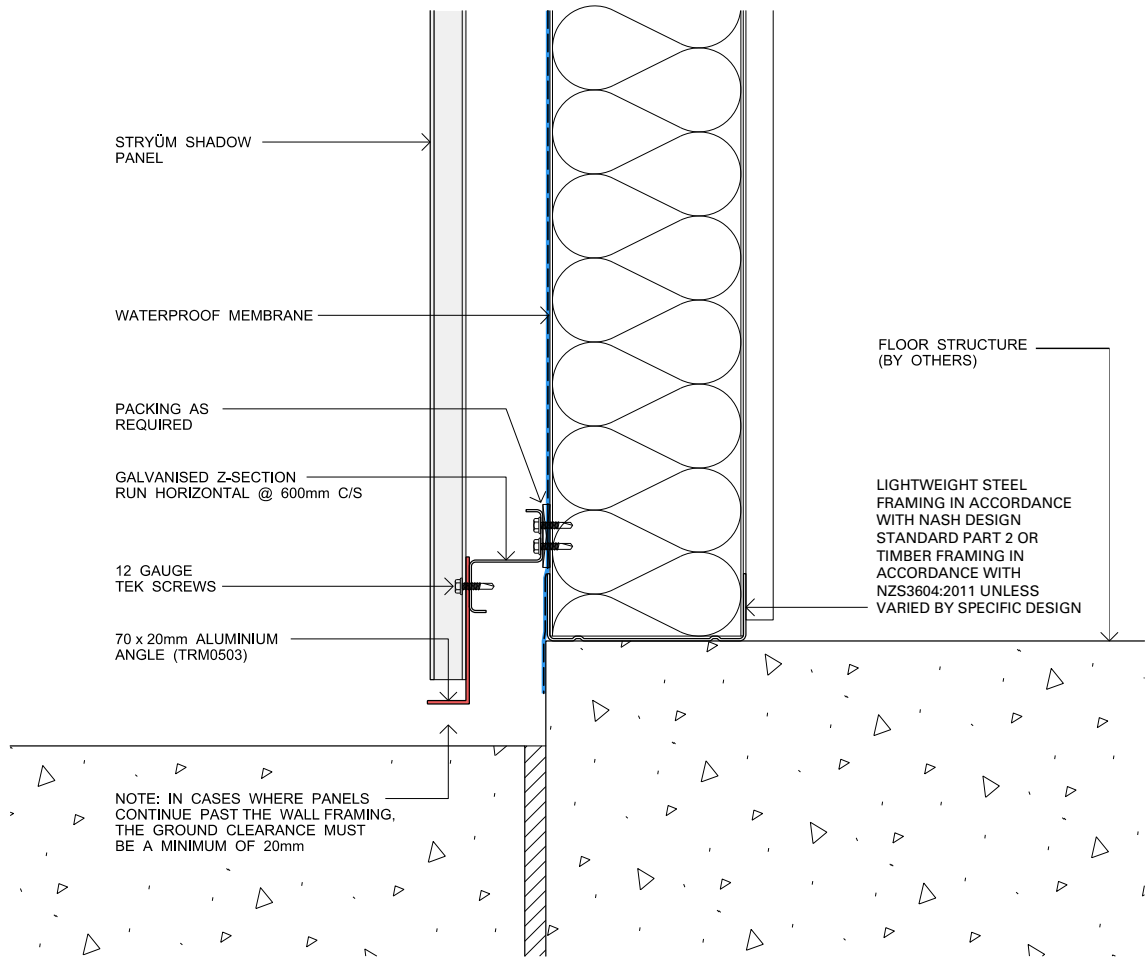 STRYÜM SHADOW
PANEL
WATERPROOF MEMBRANE
PACKING AS
REQUIRED
GALVANISED Z-SECTION
RUN HORIZONTAL @ 600mm C/S
12 GAUGE
TEK SCREWS
70 x 20mm ALUMINIUM
ANGLE (TRM0503)
NOTE: IN CASES WHERE PANELS
CONTINUE PAST THE WALL FRAMING,
THE GROUND CLEARANCE MUST
BE A MINIMUM OF 20mm
FLOOR STRUCTURE
(BY OTHERS)
LIGHTWEIGHT STEEL
FRAMING IN ACCORDANCE
WITH NASH DESIGN
STANDARD PART 2 OR
TIMBER FRAMING IN
ACCORDANCE WITH
NZS3604:2011 UNLESS
VARIED BY SPECIFIC DESIGN